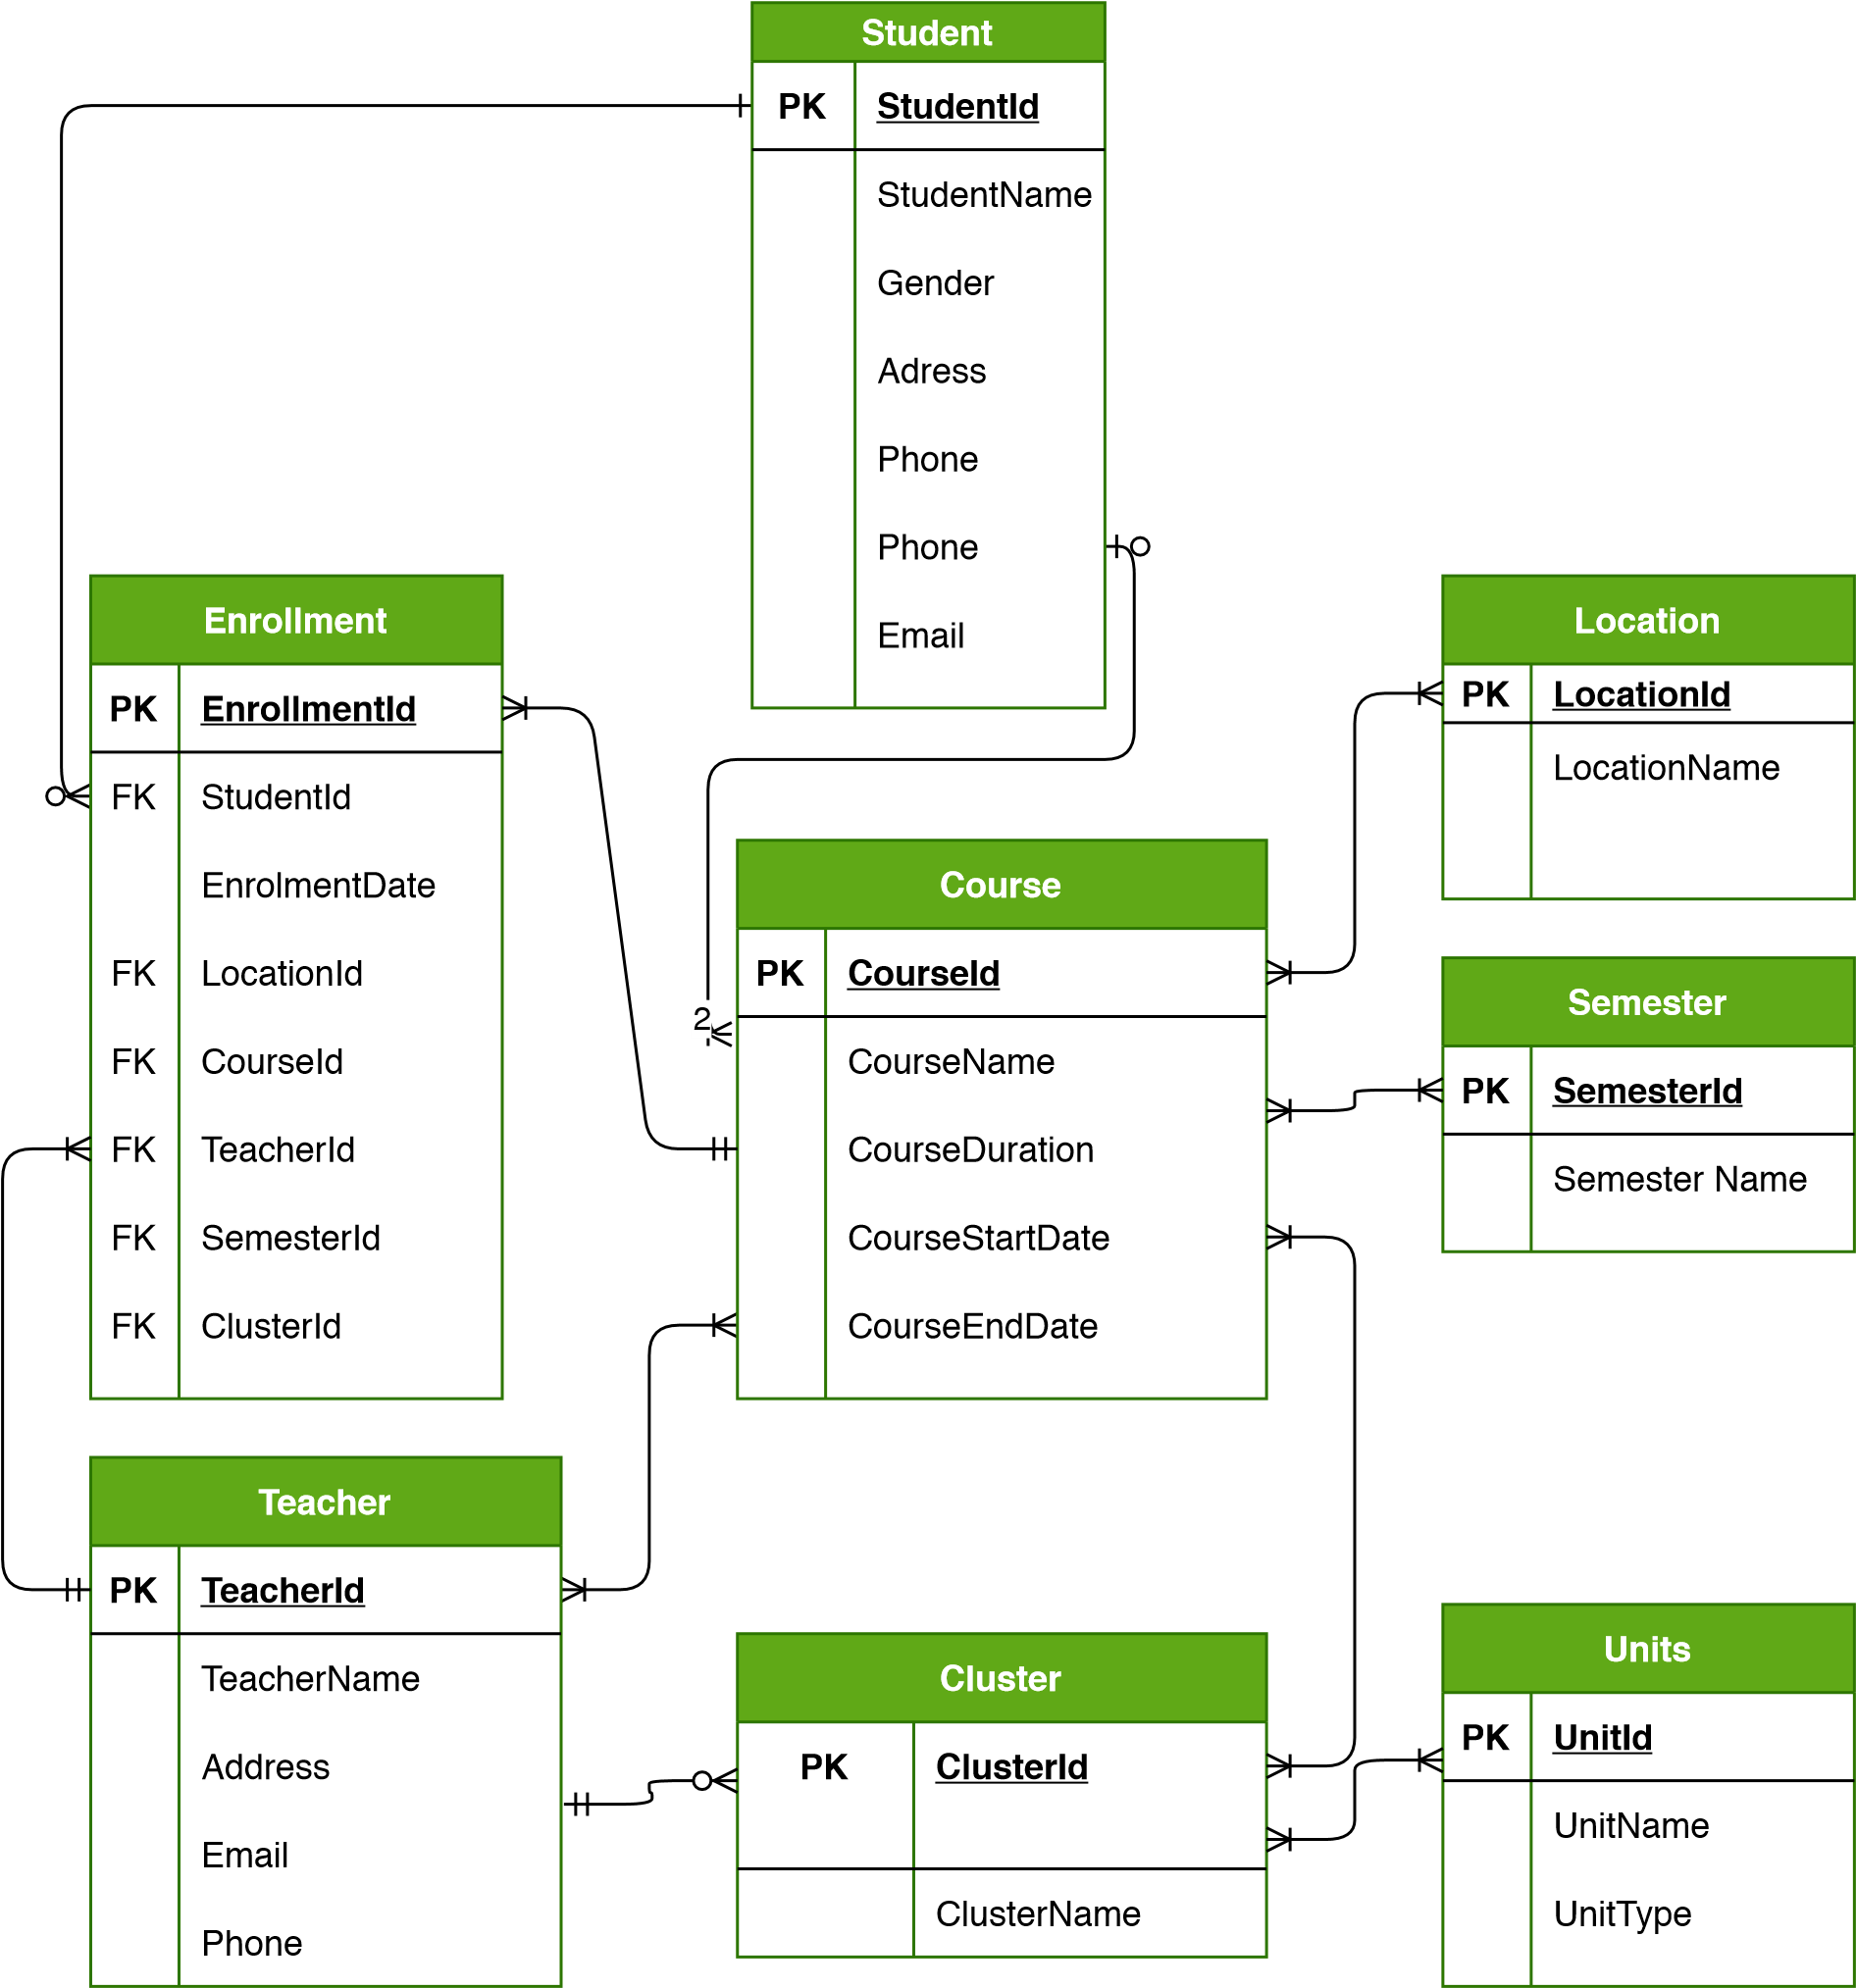 Student
PK StudentId
StudentName
Gender
Adress
Phone
Phone
Email
Enrollment
PK EnrollmentId
FK StudentId
EnrolmentDate
FK LocationId
FK CourseId
FK TeacherId
FK SemesterId
FK ClusterId
Course
PK CourseId
2
CourseName
CourseDuration
CourseStartDate
CourseEndDate
Location
PK LocationId
LocationName
Semester
PK SemesterId
Semester Name
Teacher
PK TeacherId
TeacherName
Address
Email
Phone
Cluster
PK ClusterId
ClusterName
Units
PK UnitId
UnitName
UnitType